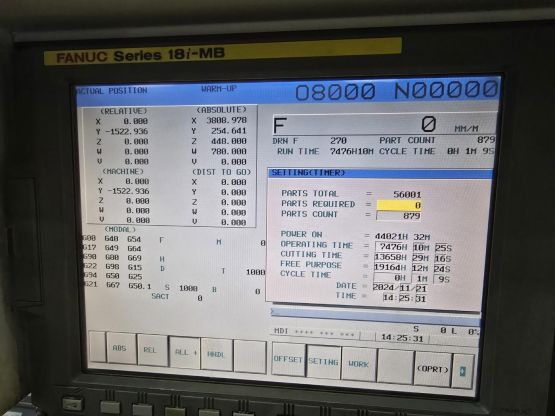 FANUC Series 18i-MB
ACTUAL POSITION WARM-UP O8000 N00000
(RELATIVE) (ABSOLUTE)
X 0.000 X 3808.978
Y -1522.936 Y 254.641
Z 0.000 Z 440.000
W 0.000 W 700.000
V 0.000 V 0.000
(MACHINE) (DIST TO GO)
X 0.000 X 0.000
Y -1522.936 Y 0.000
Z 0.000 Z 0.000
W 0.000 W 0.000
V 0.000 V 0.000
(MODAL)
G00 G40 G54 F M 0
G17 G49 G64
G90 G80 G69 H
G22 G98 G15 D T 1000
G94 G50 G25
G21 G67 G50.1 S 1000 B 0
SACT 0
F 0 MM/M
DRN F 270 PART COUNT 879
RUN TIME 7476H10M CYCLE TIME 0H 1M 9S
SETTING(TIMER)
PARTS TOTAL = 56001
PARTS REQUIRED = 0
PARTS COUNT = 879
POWER ON = 44021H 32M
OPERATING TIME = 7476H 10M 25S
CUTTING TIME = 13658H 29M 16S
FREE PURPOSE = 19164H 12M 24S
CYCLE TIME = 0H 1M 9S
DATE = 2024/11/21
TIME = 14:25:31
S 0 L 0%
MDI **** *** *** 14:25:31
ABS REL ALL + HNDL
OFFSET SETING WORK (OPRT) +